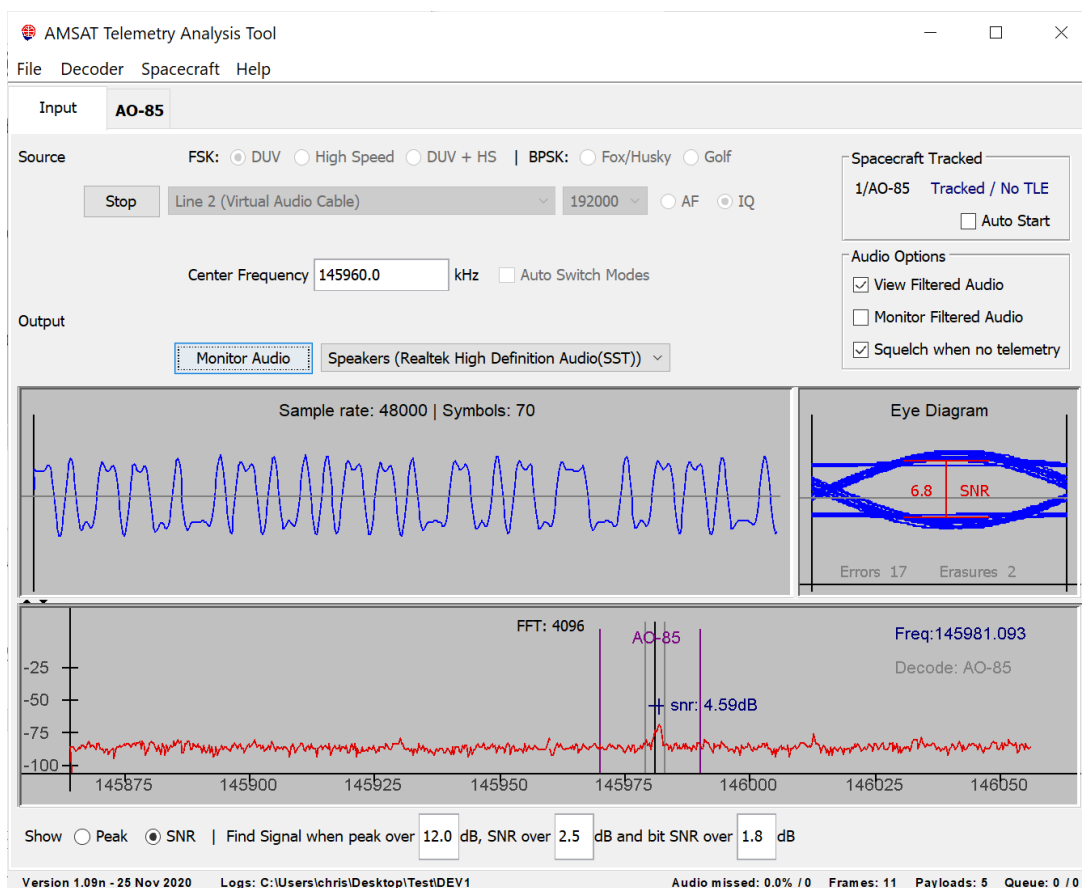 AMSAT Telemetry Analysis Tool
File Decoder Spacecraft Help
Input AO-85
Source FSK: DUV High Speed DUV + HS | BPSK: Fox/Husky Golf
Stop Line 2 (Virtual Audio Cable) 192000 AF IQ
Center Frequency 145960.0 kHz Auto Switch Modes
Output
Monitor Audio Speakers (Realtek High Definition Audio(SST))
Spacecraft Tracked
1/AO-85 Tracked / No TLE
Auto Start
Audio Options
View Filtered Audio
Monitor Filtered Audio
Squelch when no telemetry
Sample rate: 48000 | Symbols: 70
Eye Diagram
6.8 SNR
Errors 17 Erasures 2
FFT: 4096
AO-85
Freq:145981.093
Decode: AO-85
snr: 4.59dB
-25
-50
-75
-100
145875 145900 145925 145950 145975 146000 146025 146050
Show Peak SNR | Find Signal when peak over 12.0 dB, SNR over 2.5 dB and bit SNR over 1.8 dB
Version 1.09n - 25 Nov 2020 Logs: C:\Users\chris\Desktop\Test\DEV1 Audio missed: 0.0% / 0 Frames: 11 Payloads: 5 Queue: 0 / 0